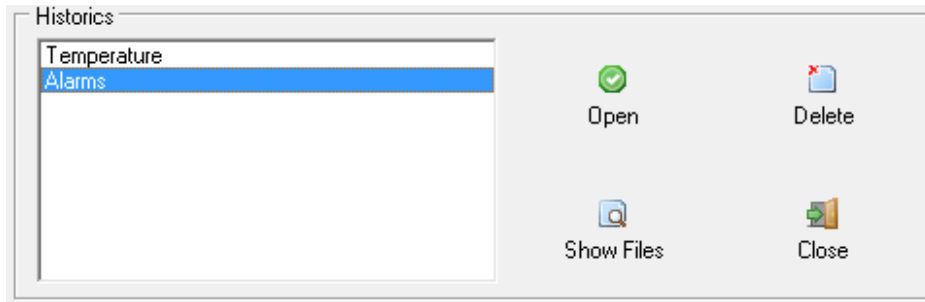 Historics
Temperature
Alarms
Open
Delete
Show Files
Close